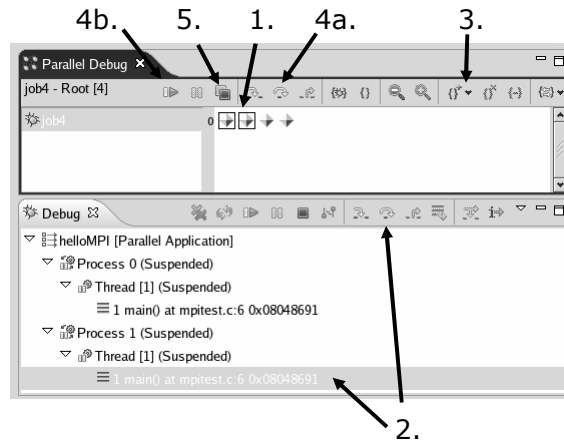 4b. 5. 1. 4a. 3.
Parallel Debug
job4 - Root [4]
job4
0
Debug
helloMPI [Parallel Application]
Process 0 (Suspended)
Thread [1] (Suspended)
1 main() at mpitest.c:6 0x08048691
Process 1 (Suspended)
Thread [1] (Suspended)
1 main() at mpitest.c:6 0x08048691
2.